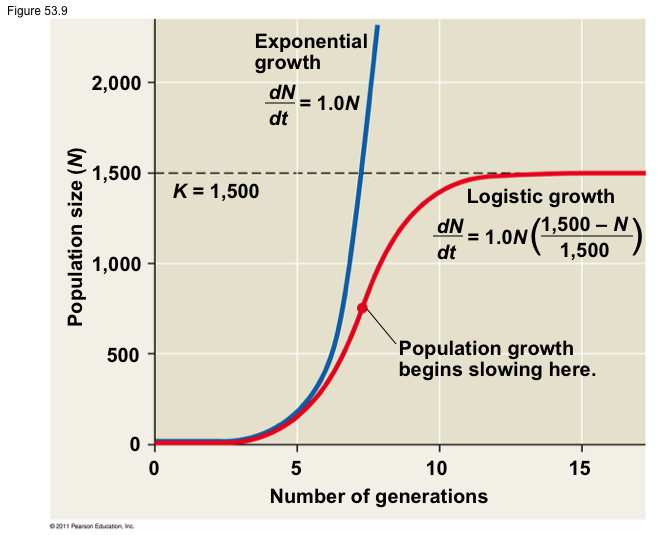 Figure 53.9
Exponential
growth
dN
dt
= 1.0N
2,000
1,500
1,000
500
0
Population size (N)
K = 1,500
Logistic growth
dN
dt
= 1.0N
(
1,500 – N
1,500
)
Population growth
begins slowing here.
0 5 10 15
Number of generations
© 2011 Pearson Education, Inc.